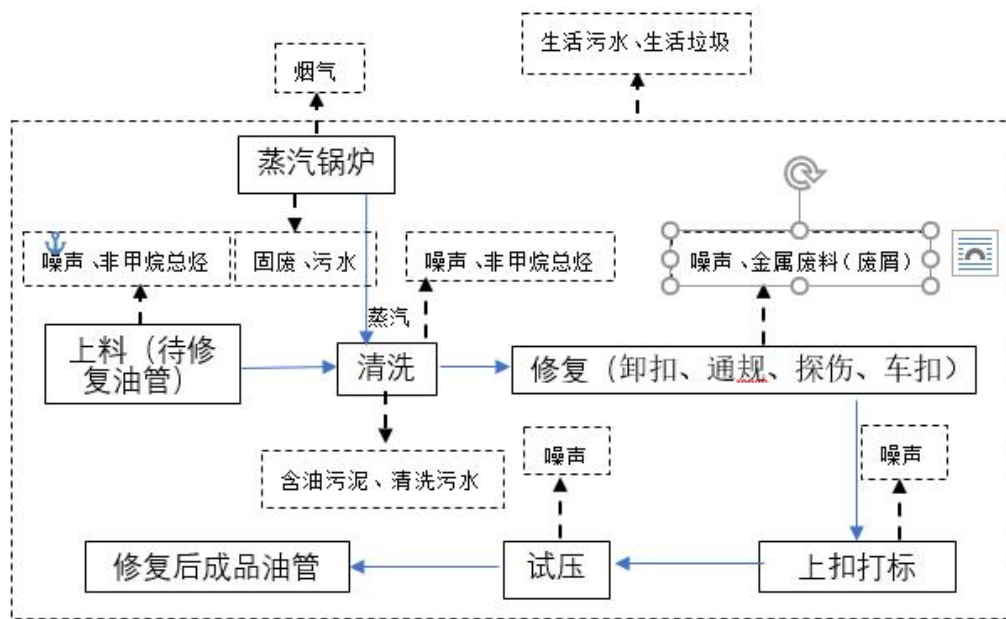 生活污水、生活垃圾
烟气
蒸汽锅炉
噪声、非甲烷总烃
固废、污水
噪声、非甲烷总烃
噪声、金属废料（废屑）
蒸汽
上料（待修
复油管）
清洗
修复（卸扣、通规、探伤、车扣）
含油污泥、清洗污水
噪声
噪声
修复后成品油管
试压
上扣打标